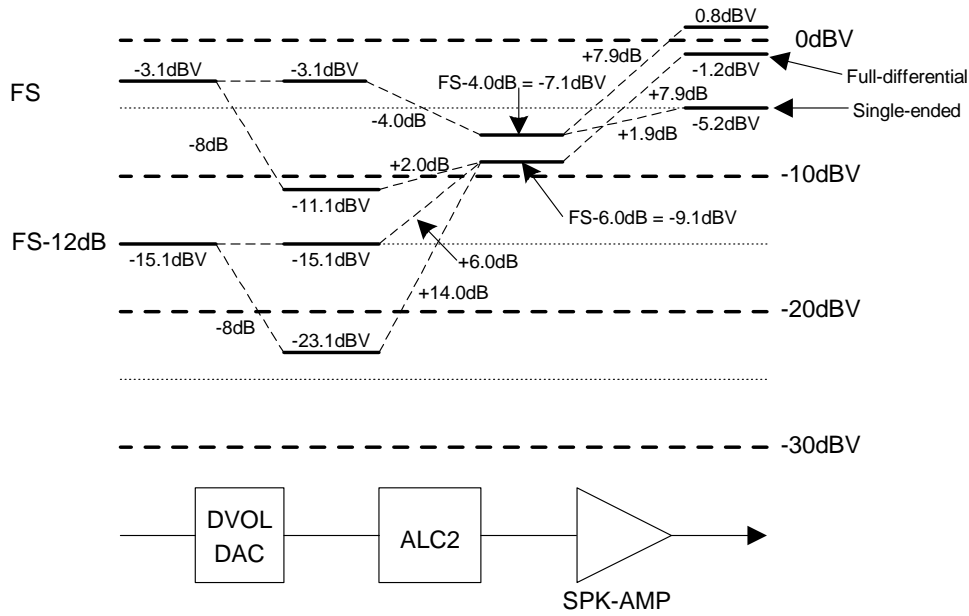 0.8dBV
0dBV
+7.9dB
-3.1dBV
-3.1dBV
-1.2dBV
Full-differential
FS
FS-4.0dB = -7.1dBV
+7.9dB
Single-ended
-4.0dB
+1.9dB
-5.2dBV
-8dB
+2.0dB
-10dBV
-11.1dBV
FS-6.0dB = -9.1dBV
FS-12dB
-15.1dBV
-15.1dBV
+6.0dB
+14.0dB
-20dBV
-8dB
-23.1dBV
-30dBV
DVOL
DAC
ALC2
SPK-AMP